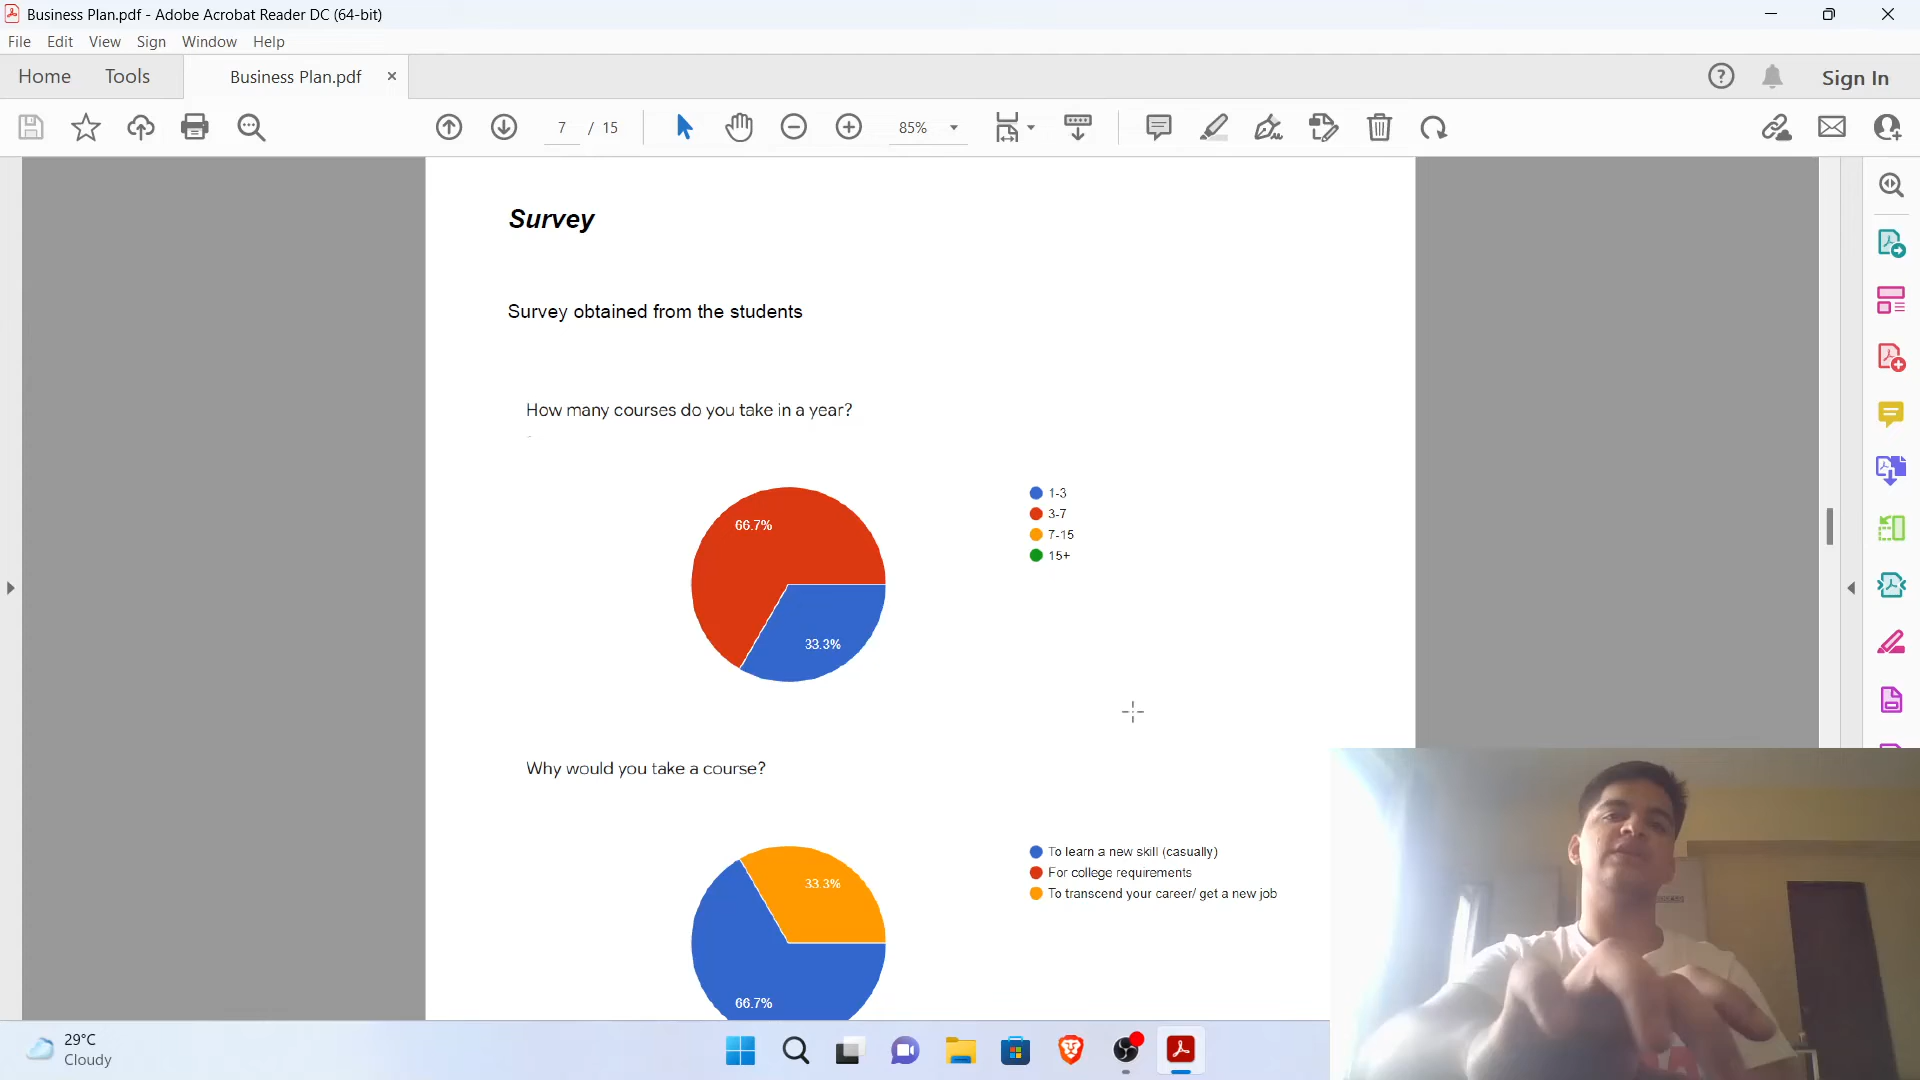 Business Plan.pdf - Adobe Acrobat Reader DC (64-bit)
File Edit View Sign Window Help
Home Tools Business Plan.pdf Sign In
7 / 15 85%
Survey
Survey obtained from the students
How many courses do you take in a year?
1-3
3-7
7-15
15+
66.7%
33.3%
Why would you take a course?
To learn a new skill (casually)
For college requirements
To transcend your career/ get a new job
33.3%
66.7%
29°C
Cloudy